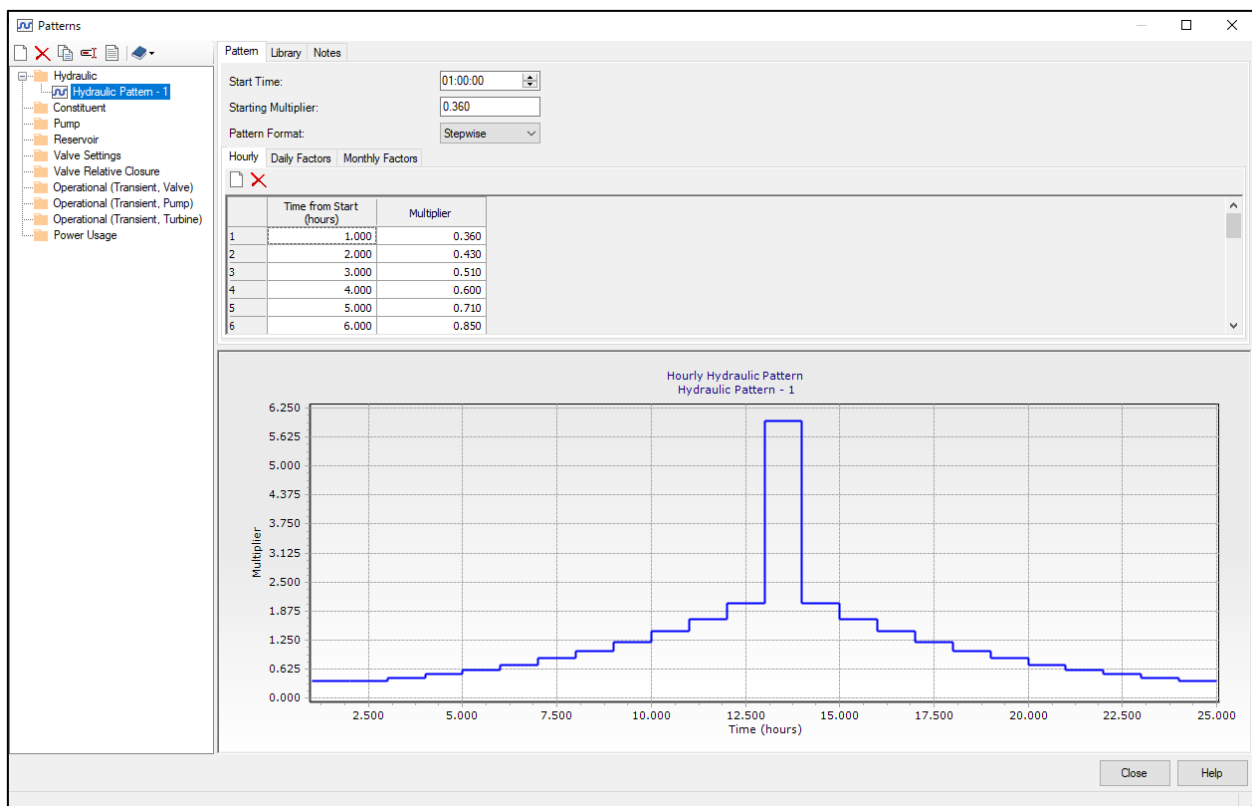 Patterns
Pattern Library Notes
Hydraulic
Hydraulic Pattern - 1
Constituent
Pump
Reservoir
Valve Settings
Valve Relative Closure
Operational (Transient, Valve)
Operational (Transient, Pump)
Operational (Transient, Turbine)
Power Usage
Start Time: 01:00:00
Starting Multiplier: 0.360
Pattern Format: Stepwise
Hourly Daily Factors Monthly Factors
Time from Start
(hours) Multiplier
1 1.000 0.360
2 2.000 0.430
3 3.000 0.510
4 4.000 0.600
5 5.000 0.710
6 6.000 0.850
Hourly Hydraulic Pattern
Hydraulic Pattern - 1
6.250
5.625
5.000
4.375
3.750
3.125
2.500
1.875
1.250
0.625
0.000
Multiplier
2.500 5.000 7.500 10.000 12.500 15.000 17.500 20.000 22.500 25.000
Time (hours)
Close Help